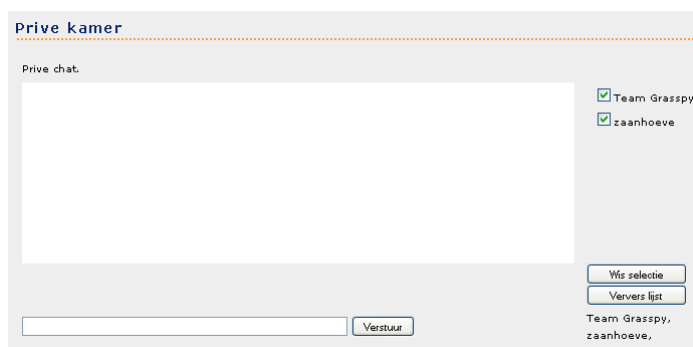 Prive kamer
Prive chat.
Team Grasspy
zaanhoeve
Wis selectie
Ververs lijst
Verstuur
Team Grasspy,
zaanhoeve,